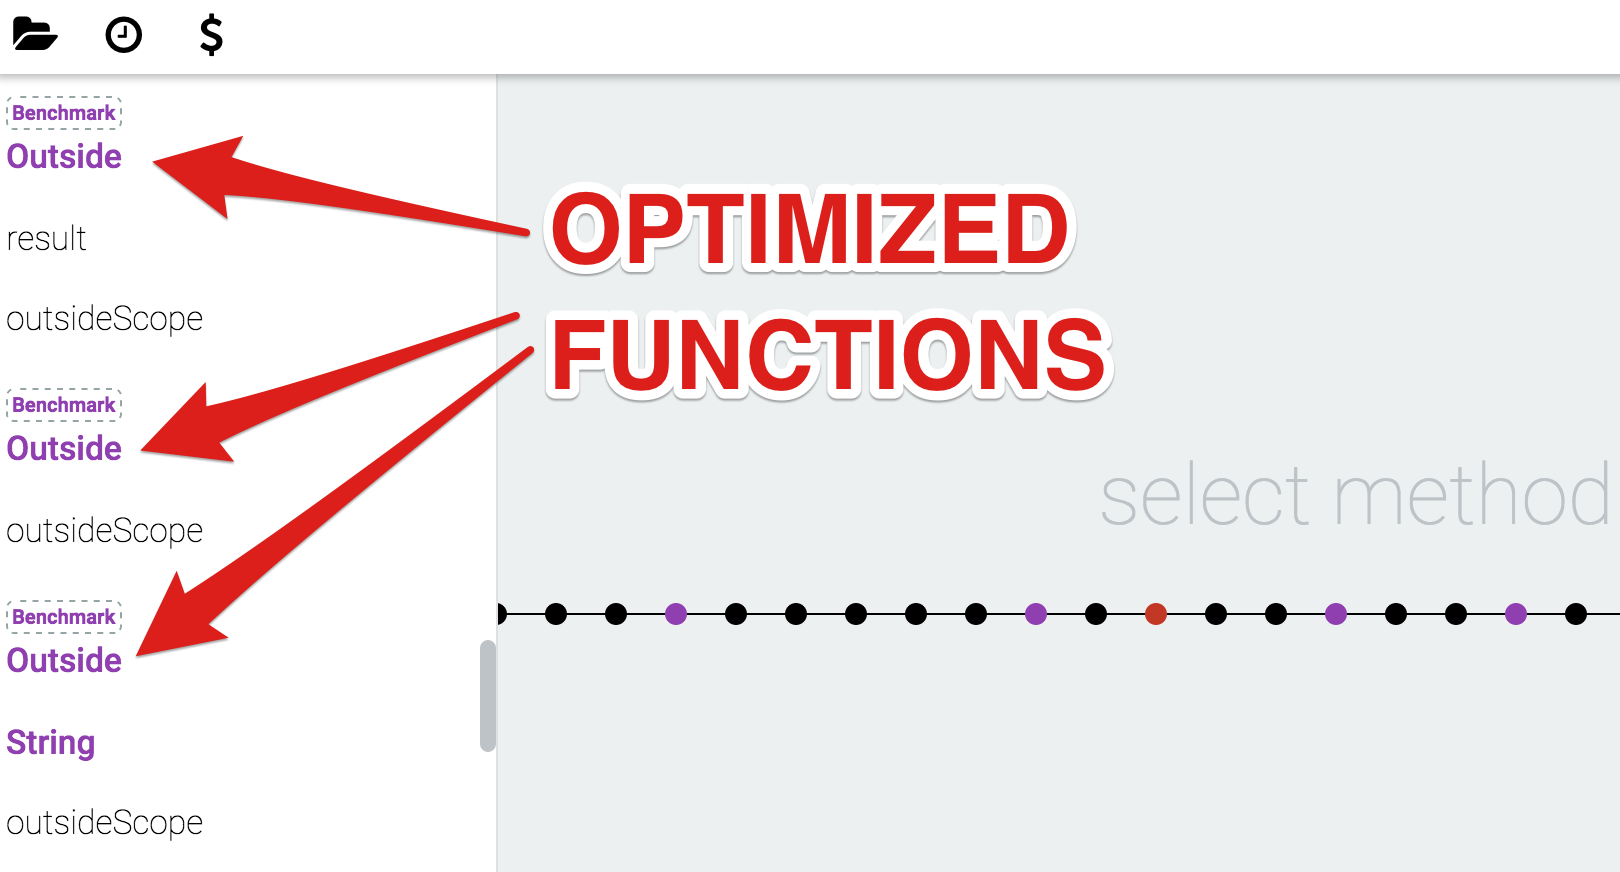 $
Benchmark
Outside
result
outsideScope
Benchmark
Outside
outsideScope
Benchmark
Outside
String
outsideScope
OPTIMIZED
FUNCTIONS
select method